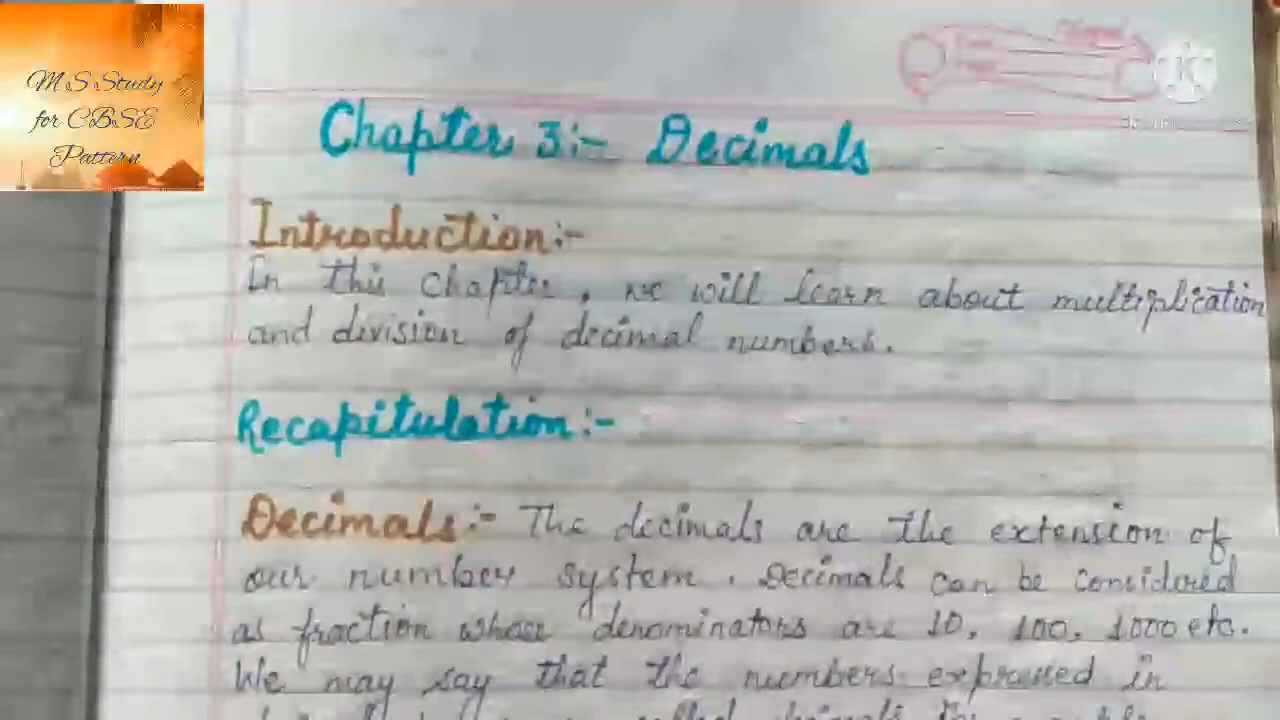 M.S Study
for CBSE
Pattern
Chapter 3:- Decimals
Introduction:-
In this chapter, we will learn about multiplication
and division of decimal numbers.
Recapitulation:-
Decimals:- The decimals are the extension of
our number system. Decimals can be considered
as fraction whose denominators are 10, 100, 1000 etc.
We may say that the numbers expressed in
called decimals